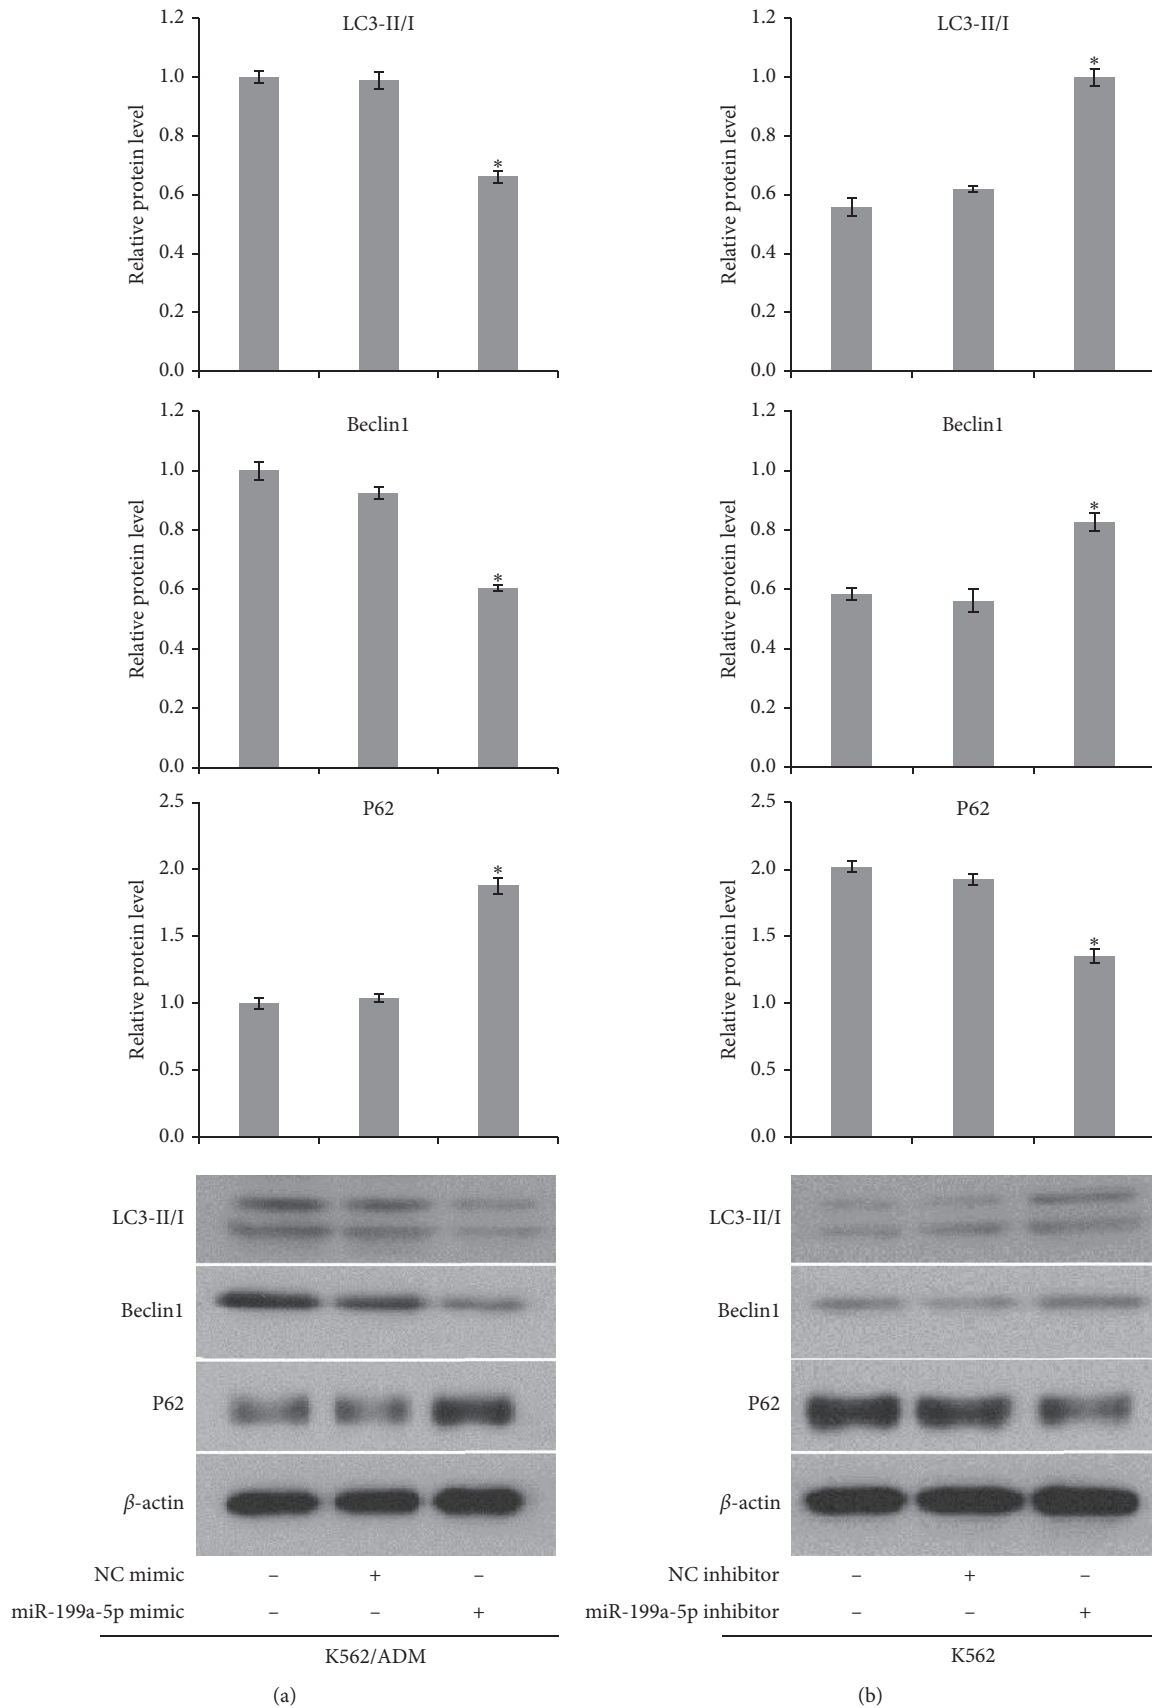 LC3-II/I
Relative protein level
1.2
1.0
0.8
0.6
0.4
0.2
0.0
*
Beclin1
Relative protein level
1.2
1.0
0.8
0.6
0.4
0.2
0.0
*
P62
Relative protein level
2.5
2.0
1.5
1.0
0.5
0.0
*
LC3-II/I
Beclin1
P62
β-actin
NC mimic – + –
miR-199a-5p mimic – – +
K562/ADM
(a)
LC3-II/I
Relative protein level
1.2
1.0
0.8
0.6
0.4
0.2
0.0
*
Beclin1
Relative protein level
1.2
1.0
0.8
0.6
0.4
0.2
0.0
*
P62
Relative protein level
2.5
2.0
1.5
1.0
0.5
0.0
*
LC3-II/I
Beclin1
P62
β-actin
NC inhibitor – + –
miR-199a-5p inhibitor – – +
K562
(b)